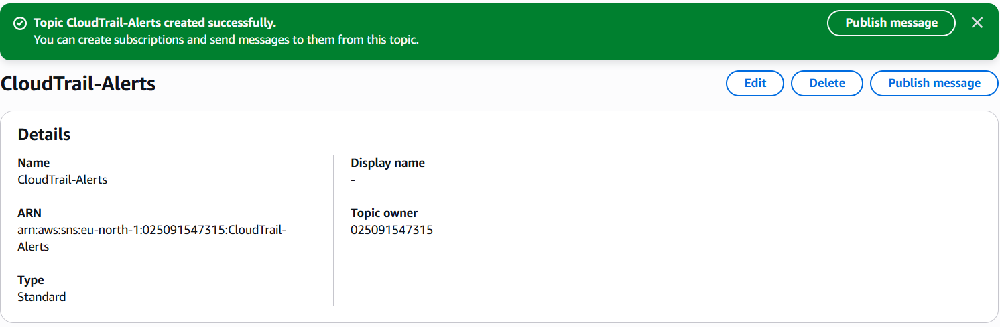 Topic CloudTrail-Alerts created successfully.
You can create subscriptions and send messages to them from this topic.
Publish message
CloudTrail-Alerts
Edit
Delete
Publish message
Details
Name
CloudTrail-Alerts
ARN
arn:aws:sns:eu-north-1:025091547315:CloudTrail-
Alerts
Type
Standard
Display name
-
Topic owner
025091547315